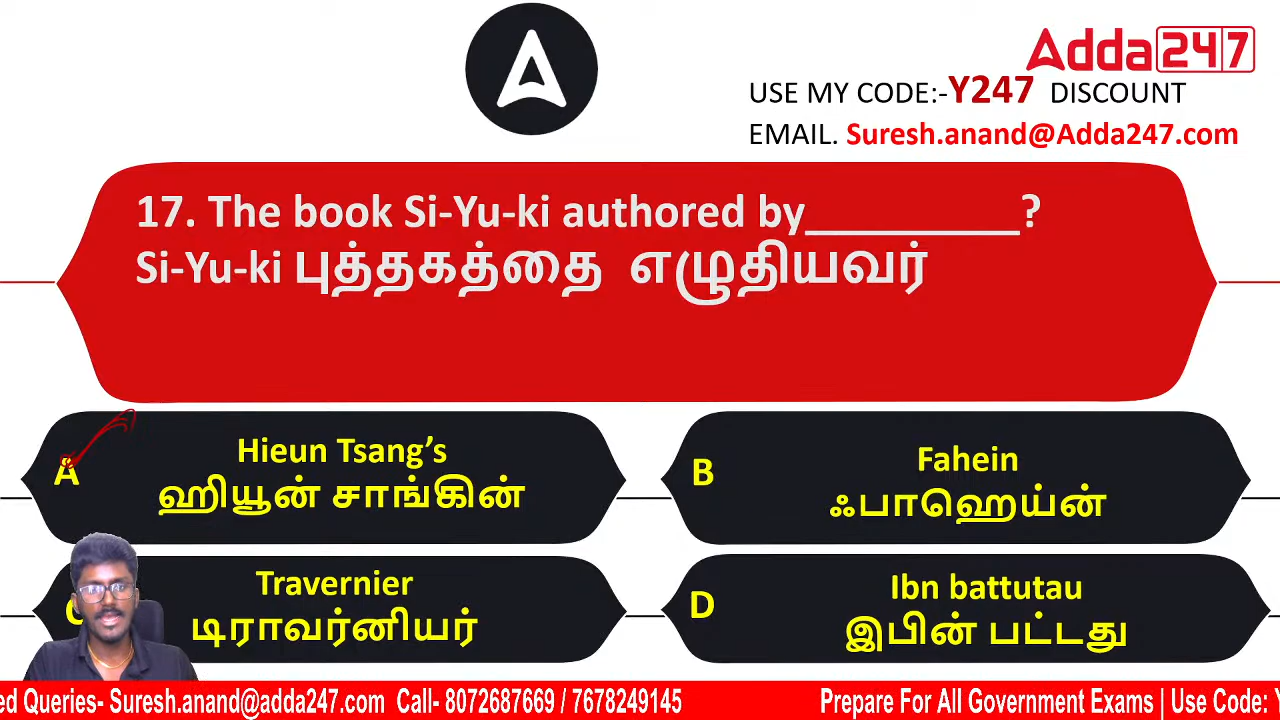 Adda247
USE MY CODE:-Y247 DISCOUNT
EMAIL. Suresh.anand@Adda247.com
17. The book Si-Yu-ki authored by__________?
Si-Yu-ki புத்தகத்தை எழுதியவர்
A
Hieun Tsang's
ஹியூன் சாங்கின்
B
Fahein
ஃபாஹெய்ன்
C
Travernier
டிராவர்னியர்
D
Ibn battutau
இபின் பட்டது
ed Queries- Suresh.anand@adda247.com Call- 8072687669 / 7678249145 Prepare For All Government Exams | Use Code: Y